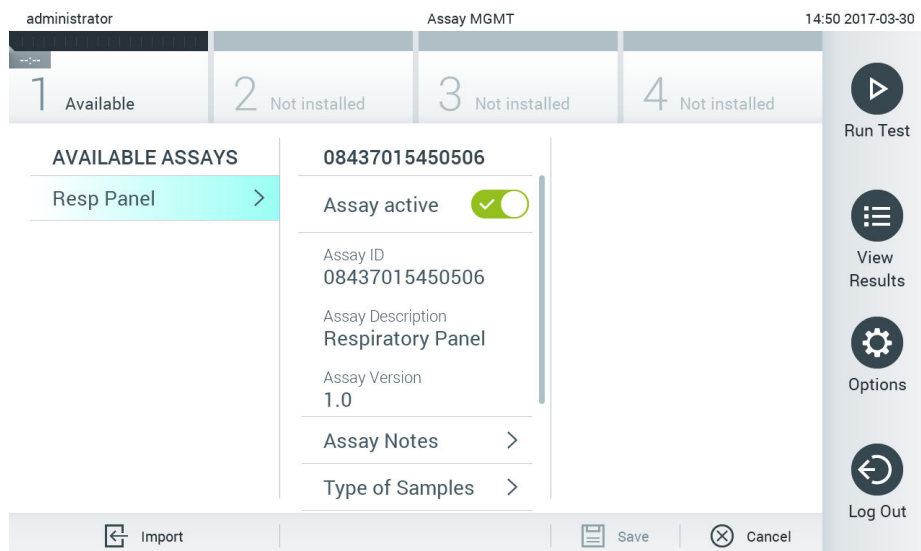 administrator Assay MGMT 14:50 2017-03-30
--:--
1 Available 2 Not installed 3 Not installed 4 Not installed
Run Test
AVAILABLE ASSAYS
Resp Panel
08437015450506
Assay active
Assay ID
08437015450506
Assay Description
Respiratory Panel
Assay Version
1.0
Assay Notes
Type of Samples
View
Results
Options
Log Out
Import Save Cancel